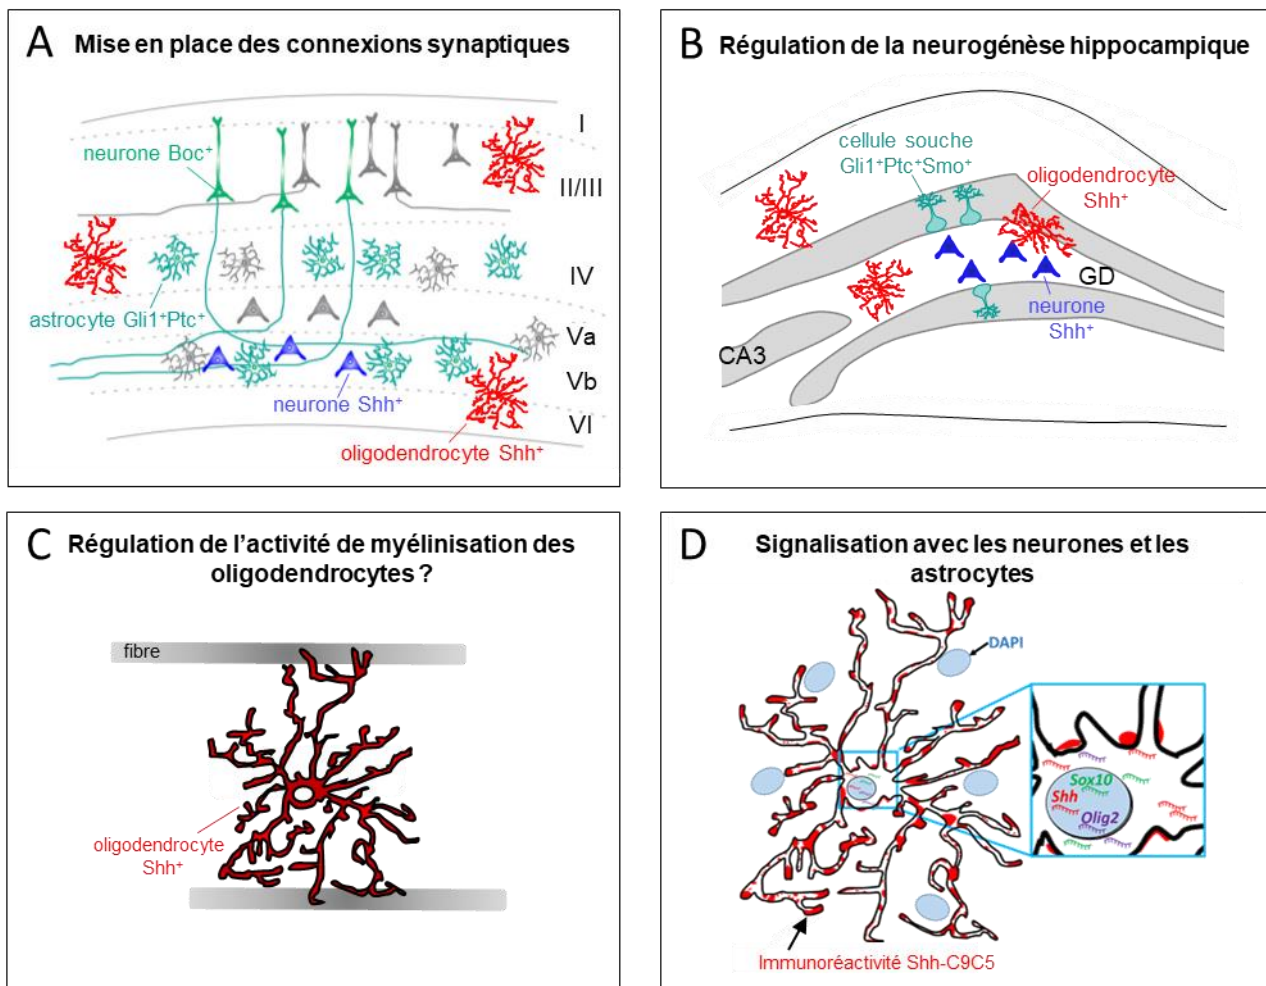 A Mise en place des connexions synaptiques
I
neurone Boc⁺
II/III
IV
astrocyte Gli1⁺Ptc⁺
Va
Vb
neurone Shh⁺
VI
oligodendrocyte Shh⁺
B Régulation de la neurogénèse hippocampique
cellule souche
Gli1⁺Ptc⁺Smo⁺
oligodendrocyte
Shh⁺
GD
neurone
Shh⁺
CA3
C Régulation de l’activité de myélinisation des
oligodendrocytes ?
fibre
oligodendrocyte
Shh⁺
D Signalisation avec les neurones et les
astrocytes
DAPI
Sox10
Shh
Olig2
Immunoréactivité Shh-C9C5